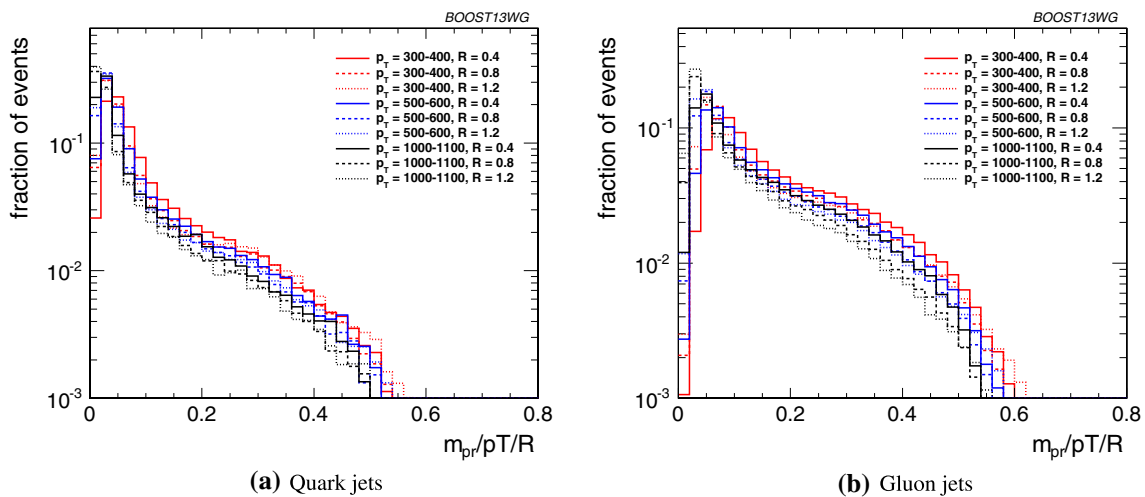 BOOST13WG
fraction of events
10^-1
10^-2
10^-3
p_T = 300-400, R = 0.4
p_T = 300-400, R = 0.8
p_T = 300-400, R = 1.2
p_T = 500-600, R = 0.4
p_T = 500-600, R = 0.8
p_T = 500-600, R = 1.2
p_T = 1000-1100, R = 0.4
p_T = 1000-1100, R = 0.8
p_T = 1000-1100, R = 1.2
0 0.2 0.4 0.6 0.8
m_pr/pT/R
(a) Quark jets
BOOST13WG
fraction of events
10^-1
10^-2
10^-3
p_T = 300-400, R = 0.4
p_T = 300-400, R = 0.8
p_T = 300-400, R = 1.2
p_T = 500-600, R = 0.4
p_T = 500-600, R = 0.8
p_T = 500-600, R = 1.2
p_T = 1000-1100, R = 0.4
p_T = 1000-1100, R = 0.8
p_T = 1000-1100, R = 1.2
0 0.2 0.4 0.6 0.8
m_pr/pT/R
(b) Gluon jets